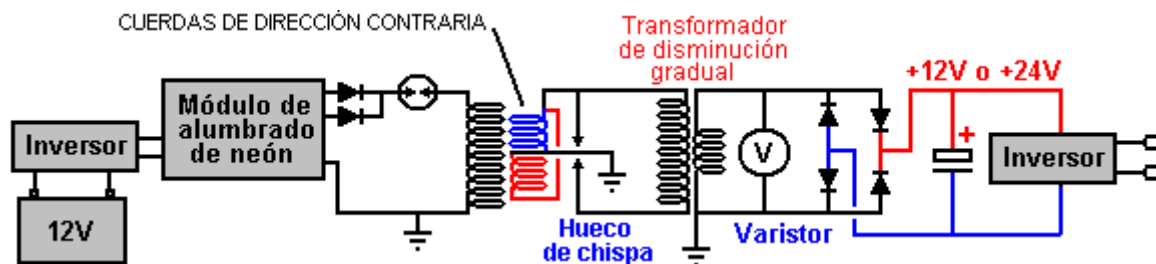 CUERDAS DE DIRECCIÓN CONTRARIA
Transformador
de disminución
gradual
+12V o +24V
Módulo de
alumbrado
de neón
Inversor
12V
V
+
Inversor
Hueco
de chispa
Varistor